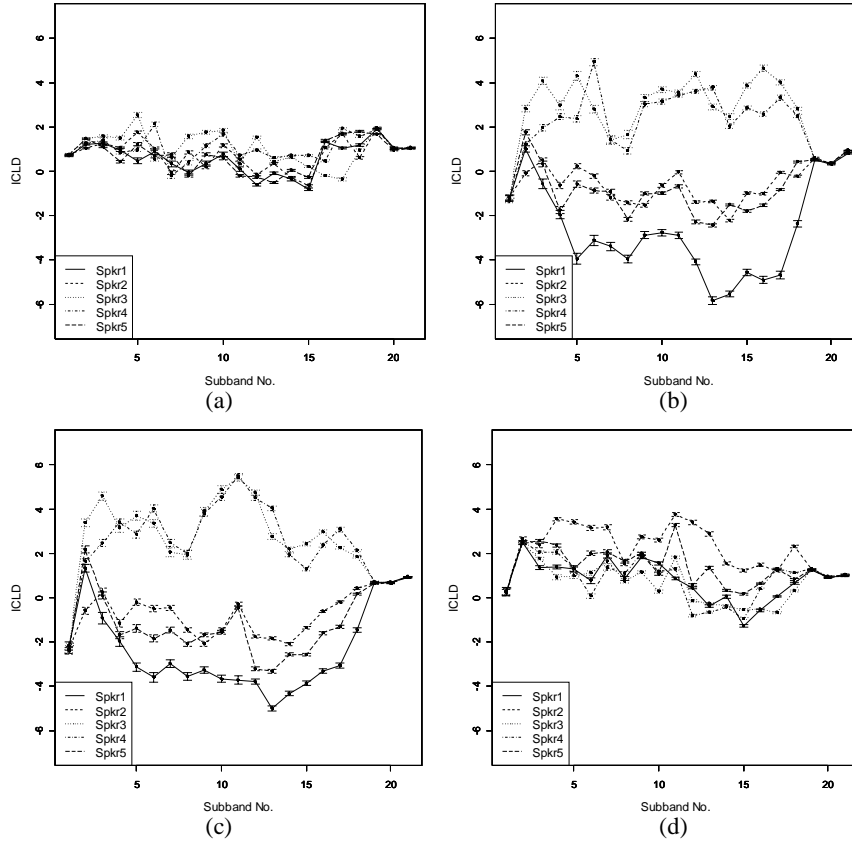 6
4
2
0
-2
-4
-6
ICLD
Spkr1
Spkr2
Spkr3
Spkr4
Spkr5
5
10
15
20
Subband No.
(a)
6
4
2
0
-2
-4
-6
ICLD
Spkr1
Spkr2
Spkr3
Spkr4
Spkr5
5
10
15
20
Subband No.
(b)
6
4
2
0
-2
-4
-6
ICLD
Spkr1
Spkr2
Spkr3
Spkr4
Spkr5
5
10
15
20
Subband No.
(c)
6
4
2
0
-2
-4
-6
ICLD
Spkr1
Spkr2
Spkr3
Spkr4
Spkr5
5
10
15
20
Subband No.
(d)